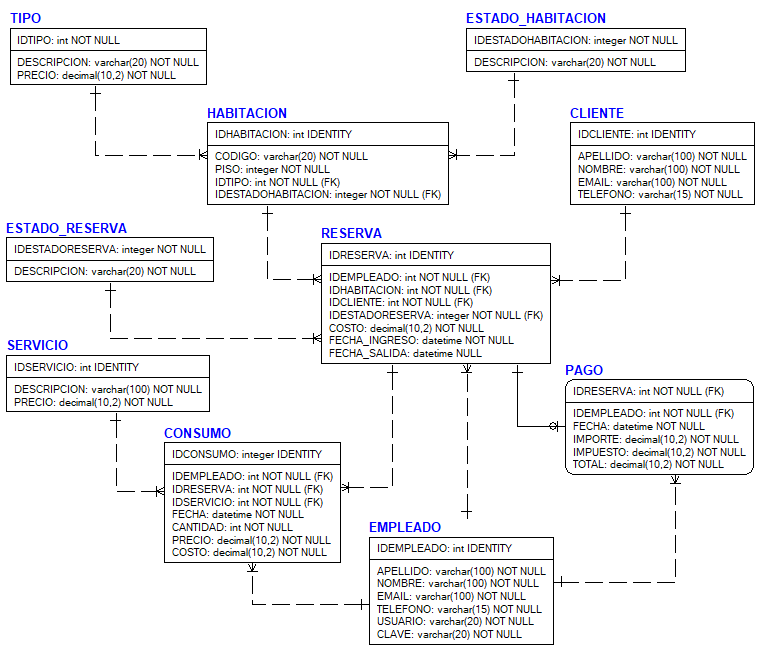 TIPO
IDTIPO: int NOT NULL
DESCRIPCION: varchar(20) NOT NULL
PRECIO: decimal(10,2) NOT NULL
ESTADO_HABITACION
IDESTADOHABITACION: integer NOT NULL
DESCRIPCION: varchar(20) NOT NULL
HABITACION
IDHABITACION: int IDENTITY
CODIGO: varchar(20) NOT NULL
PISO: integer NOT NULL
IDTIPO: int NOT NULL (FK)
IDESTADOHABITACION: integer NOT NULL (FK)
CLIENTE
IDCLIENTE: int IDENTITY
APELLIDO: varchar(100) NOT NULL
NOMBRE: varchar(100) NOT NULL
EMAIL: varchar(100) NOT NULL
TELEFONO: varchar(15) NOT NULL
ESTADO_RESERVA
IDESTADORESERVA: integer NOT NULL
DESCRIPCION: varchar(20) NOT NULL
RESERVA
IDRESERVA: int IDENTITY
IDEMPLEADO: int NOT NULL (FK)
IDHABITACION: int NOT NULL (FK)
IDCLIENTE: int NOT NULL (FK)
IDESTADORESERVA: integer NOT NULL (FK)
COSTO: decimal(10,2) NOT NULL
FECHA_INGRESO: datetime NOT NULL
FECHA_SALIDA: datetime NULL
SERVICIO
IDSERVICIO: int IDENTITY
DESCRIPCION: varchar(100) NOT NULL
PRECIO: decimal(10,2) NOT NULL
PAGO
IDRESERVA: int NOT NULL (FK)
IDEMPLEADO: int NOT NULL (FK)
FECHA: datetime NOT NULL
IMPORTE: decimal(10,2) NOT NULL
IMPUESTO: decimal(10,2) NOT NULL
TOTAL: decimal(10,2) NOT NULL
CONSUMO
IDCONSUMO: integer IDENTITY
IDEMPLEADO: int NOT NULL (FK)
IDRESERVA: int NOT NULL (FK)
IDSERVICIO: int NOT NULL (FK)
FECHA: datetime NOT NULL
CANTIDAD: int NOT NULL
PRECIO: decimal(10,2) NOT NULL
COSTO: decimal(10,2) NOT NULL
EMPLEADO
IDEMPLEADO: int IDENTITY
APELLIDO: varchar(100) NOT NULL
NOMBRE: varchar(100) NOT NULL
EMAIL: varchar(100) NOT NULL
TELEFONO: varchar(15) NOT NULL
USUARIO: varchar(20) NOT NULL
CLAVE: varchar(20) NOT NULL